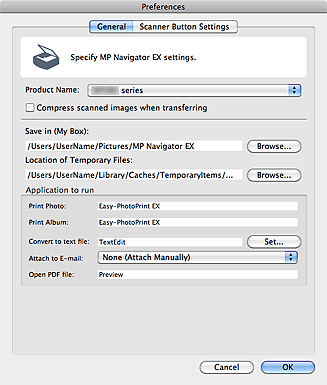 Preferences
General Scanner Button Settings
Specify MP Navigator EX settings.
Product Name: series
Compress scanned images when transferring
Save in (My Box):
/Users/UserName/Pictures/MP Navigator EX Browse...
Location of Temporary Files:
/Users/UserName/Library/Caches/TemporaryItems/... Browse...
Application to run
Print Photo: Easy-PhotoPrint EX
Print Album: Easy-PhotoPrint EX
Convert to text file: TextEdit Set...
Attach to E-mail: None (Attach Manually)
Open PDF file: Preview
Cancel OK